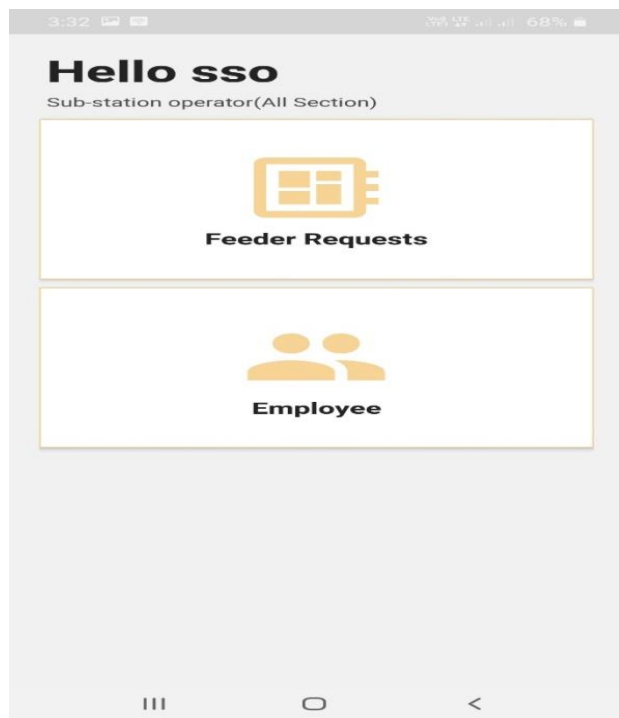 3:32 68%
Hello sso
Sub-station operator(All Section)
Feeder Requests
Employee